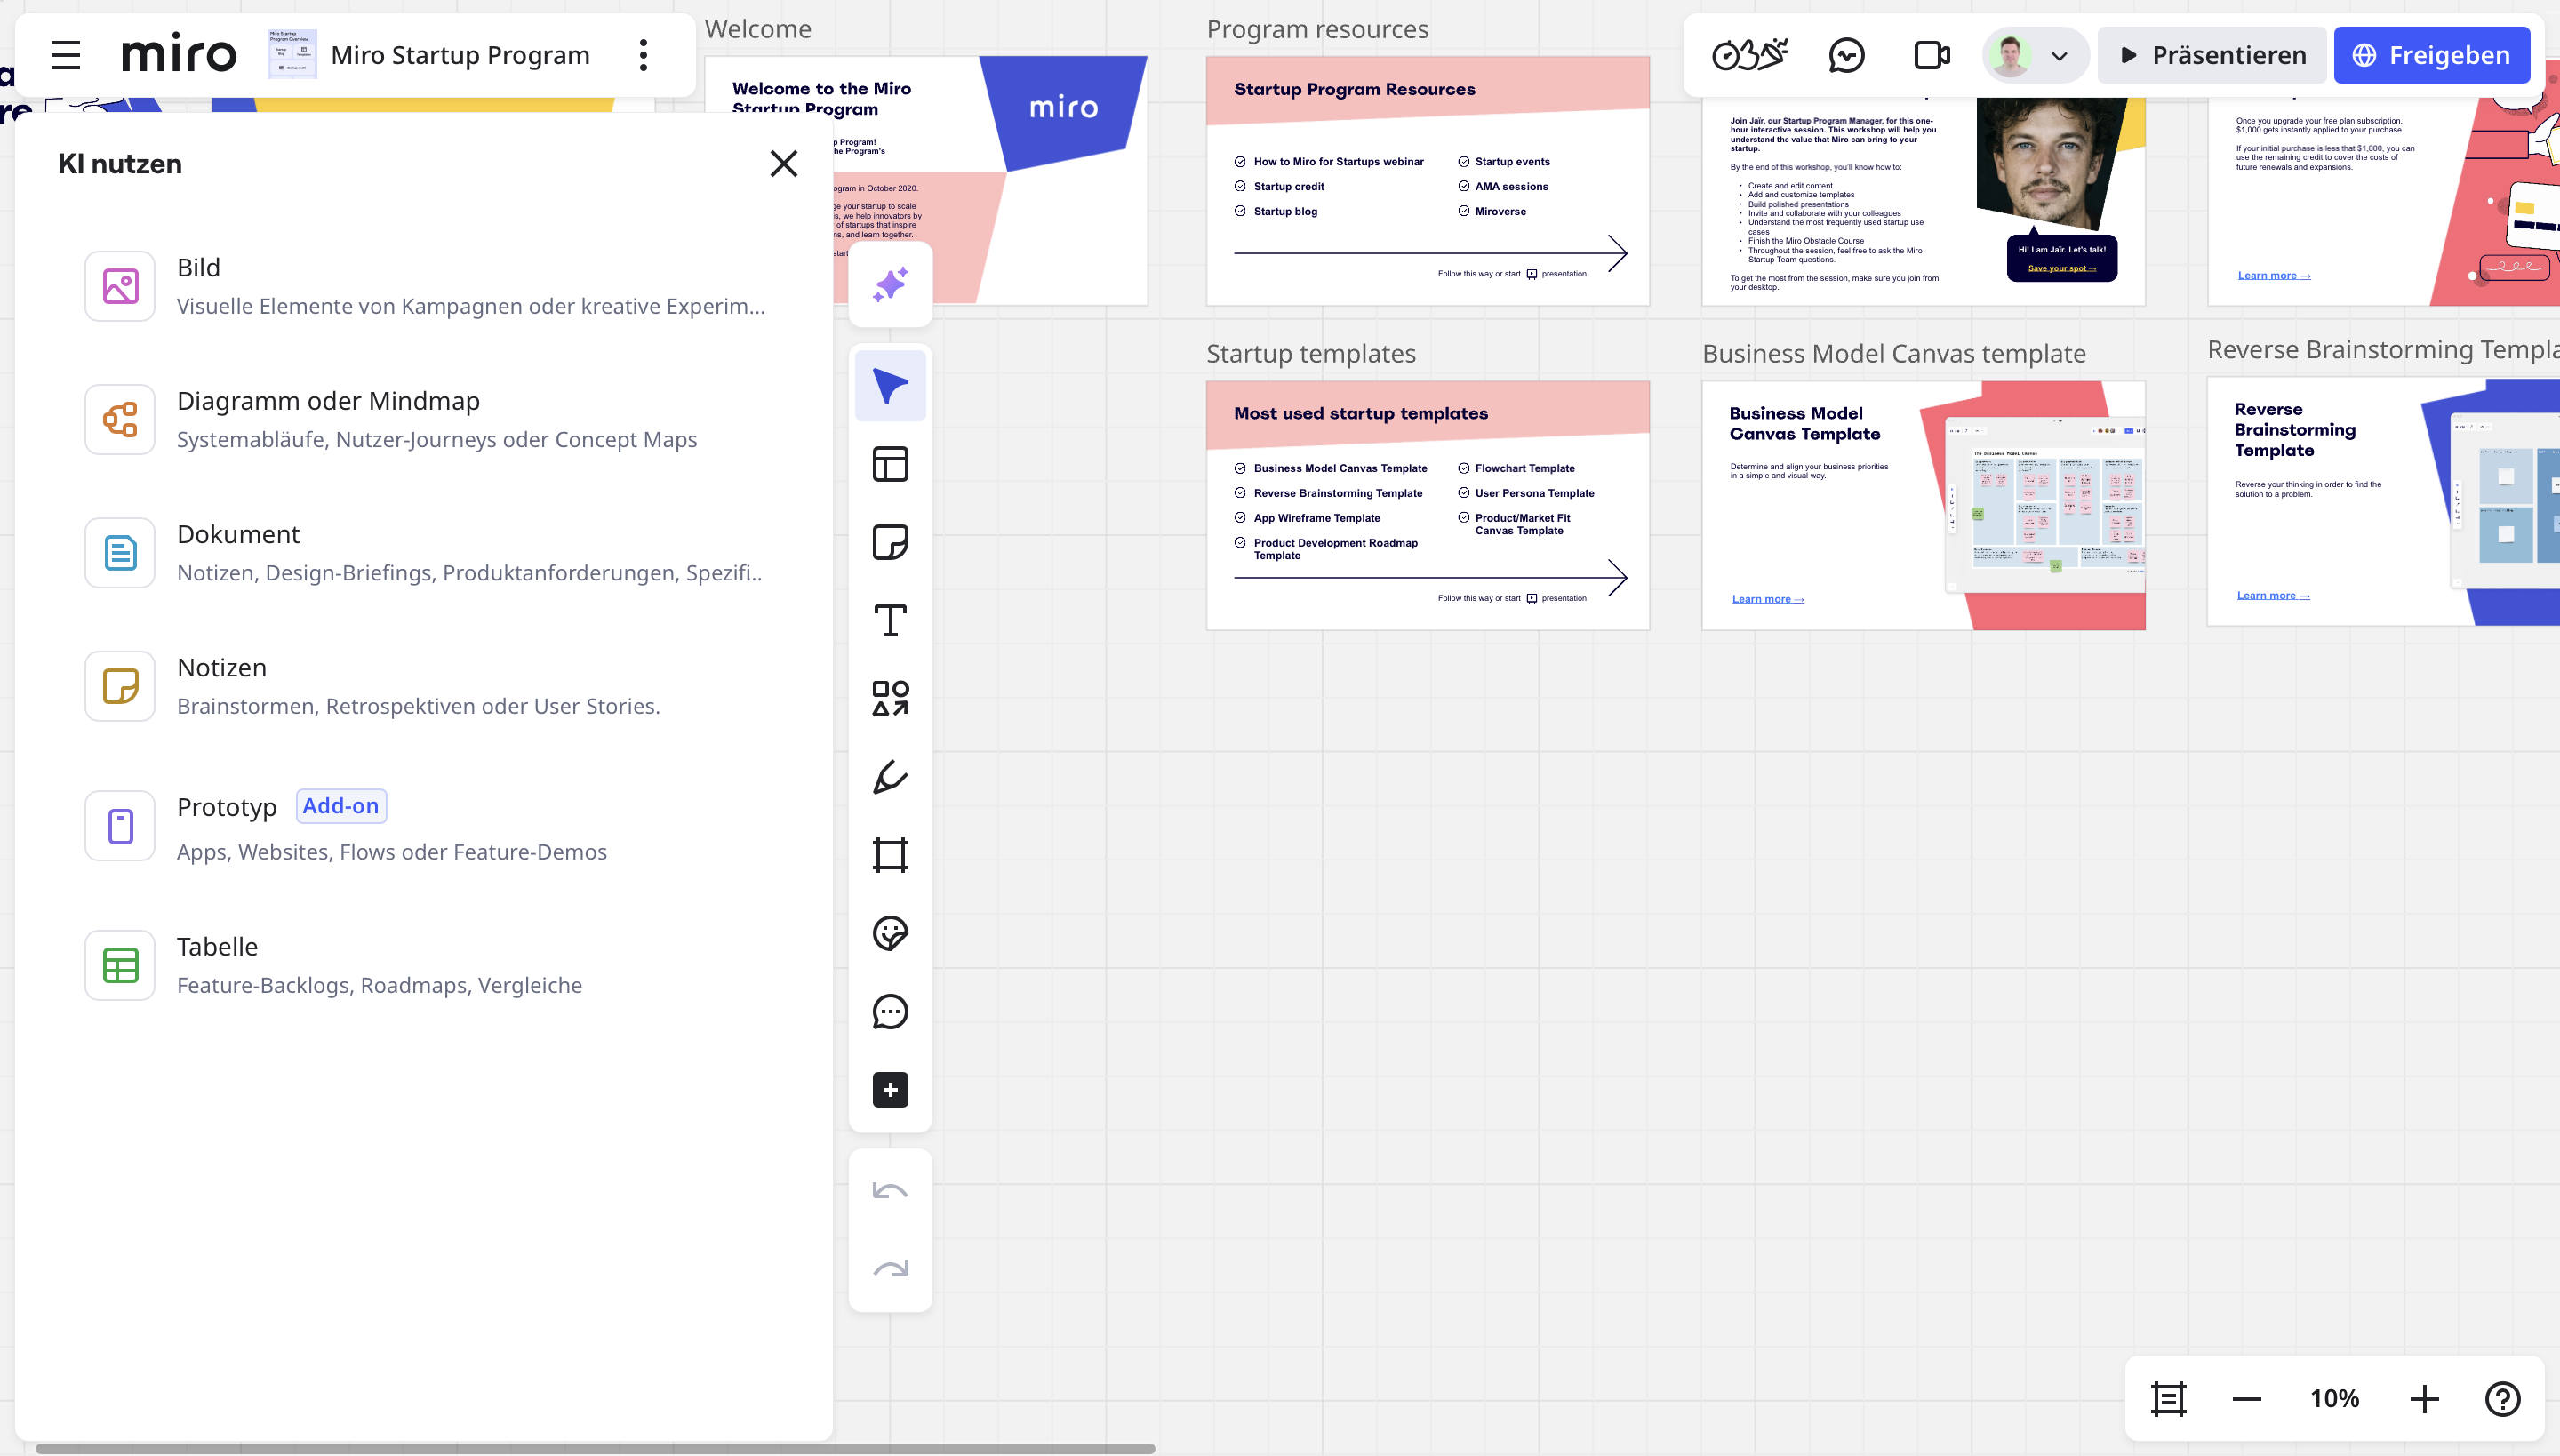 miro
Miro Startup Program
Präsentieren
Freigeben
KI nutzen
Bild
Visuelle Elemente von Kampagnen oder kreative Experim...
Diagramm oder Mindmap
Systemabläufe, Nutzer-Journeys oder Concept Maps
Dokument
Notizen, Design-Briefings, Produktanforderungen, Spezifi..
Notizen
Brainstormen, Retrospektiven oder User Stories.
Prototyp Add-on
Apps, Websites, Flows oder Feature-Demos
Tabelle
Feature-Backlogs, Roadmaps, Vergleiche
Welcome
Welcome to the Miro
Startup Program
miro
p Program!
he Program's
ogram in October 2020.
ge your startup to scale
s, we help innovators by
of startups that inspire
ns, and learn together.
start
Program resources
Startup Program Resources
How to Miro for Startups webinar
Startup credit
Startup blog
Startup events
AMA sessions
Miroverse
Follow this way or start presentation
Join Jaïr, our Startup Program Manager, for this one-
hour interactive session. This workshop will help you
understand the value that Miro can bring to your
startup.
By the end of this workshop, you'll know how to:
• Create and edit content
• Add and customize templates
• Build polished presentations
• Invite and collaborate with your colleagues
• Understand the most frequently used startup use
cases
• Finish the Miro Obstacle Course
• Throughout the session, feel free to ask the Miro
Startup Team questions.
To get the most from the session, make sure you join from
your desktop.
Hi! I am Jaïr. Let's talk!
Save your spot →
Once you upgrade your free plan subscription,
$1,000 gets instantly applied to your purchase.
If your initial purchase is less that $1,000, you can
use the remaining credit to cover the costs of
future renewals and expansions.
Learn more →
Startup templates
Most used startup templates
Business Model Canvas Template
Reverse Brainstorming Template
App Wireframe Template
Product Development Roadmap
Template
Flowchart Template
User Persona Template
Product/Market Fit
Canvas Template
Follow this way or start presentation
Business Model Canvas template
Business Model
Canvas Template
Determine and align your business priorities
in a simple and visual way.
The Business Model Canvas
Learn more →
Reverse Brainstorming Templa
Reverse
Brainstorming
Template
Reverse your thinking in order to find the
solution to a problem.
Learn more →
10%